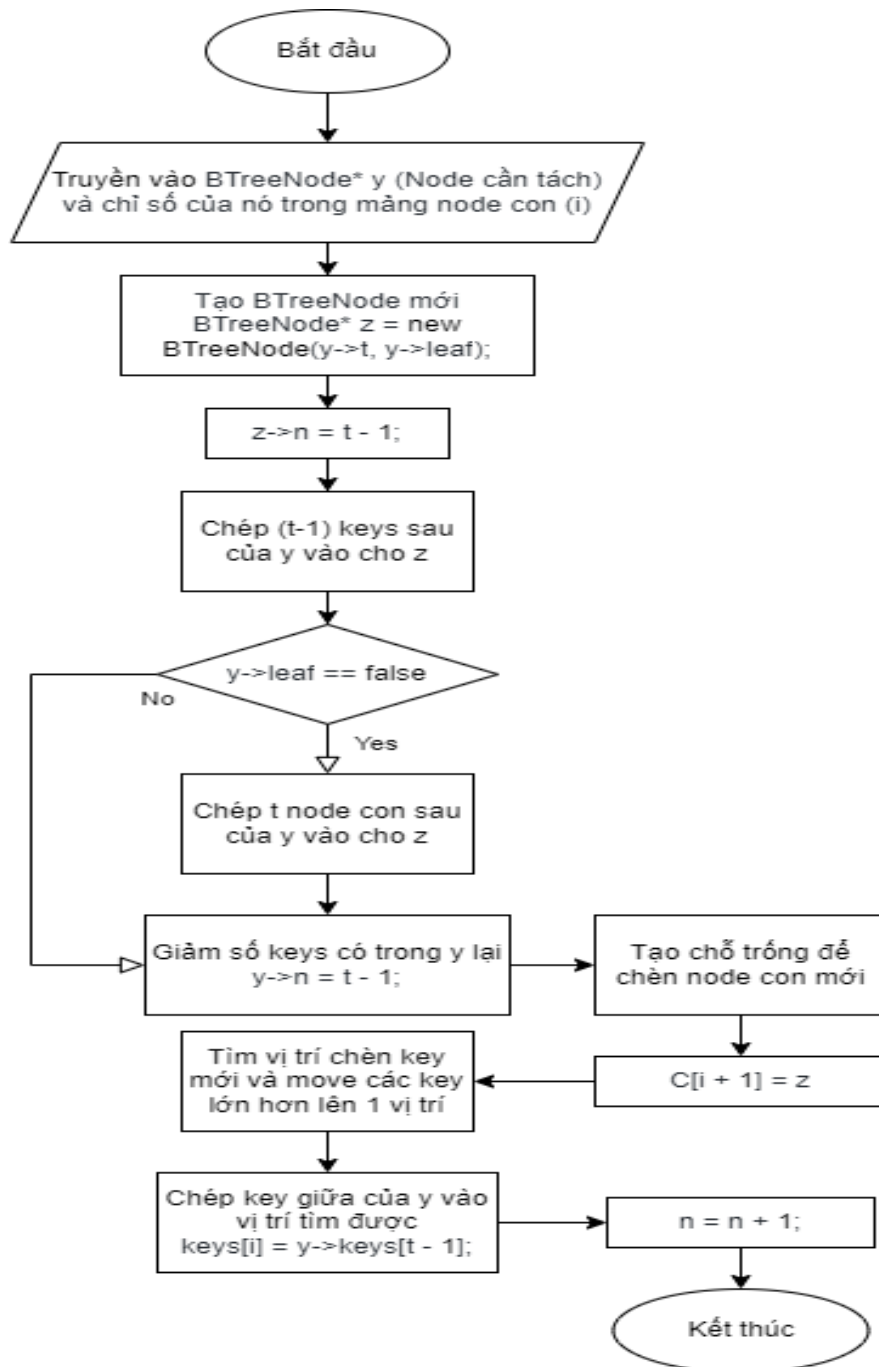 Bắt đầu
Truyền vào BTreeNode* y (Node cần tách)
và chỉ số của nó trong mảng node con (i)
Tạo BTreeNode mới
BTreeNode* z = new
BTreeNode(y->t, y->leaf);
z->n = t - 1;
Chép (t-1) keys sau
của y vào cho z
y->leaf == false
No
Yes
Chép t node con sau
của y vào cho z
Giảm số keys có trong y lại
y->n = t - 1;
Tạo chỗ trống để
chèn node con mới
C[i + 1] = z
Tìm vị trí chèn key
mới và move các key
lớn hơn lên 1 vị trí
Chép key giữa của y vào
vị trí tìm được
keys[i] = y->keys[t - 1];
n = n + 1;
Kết thúc